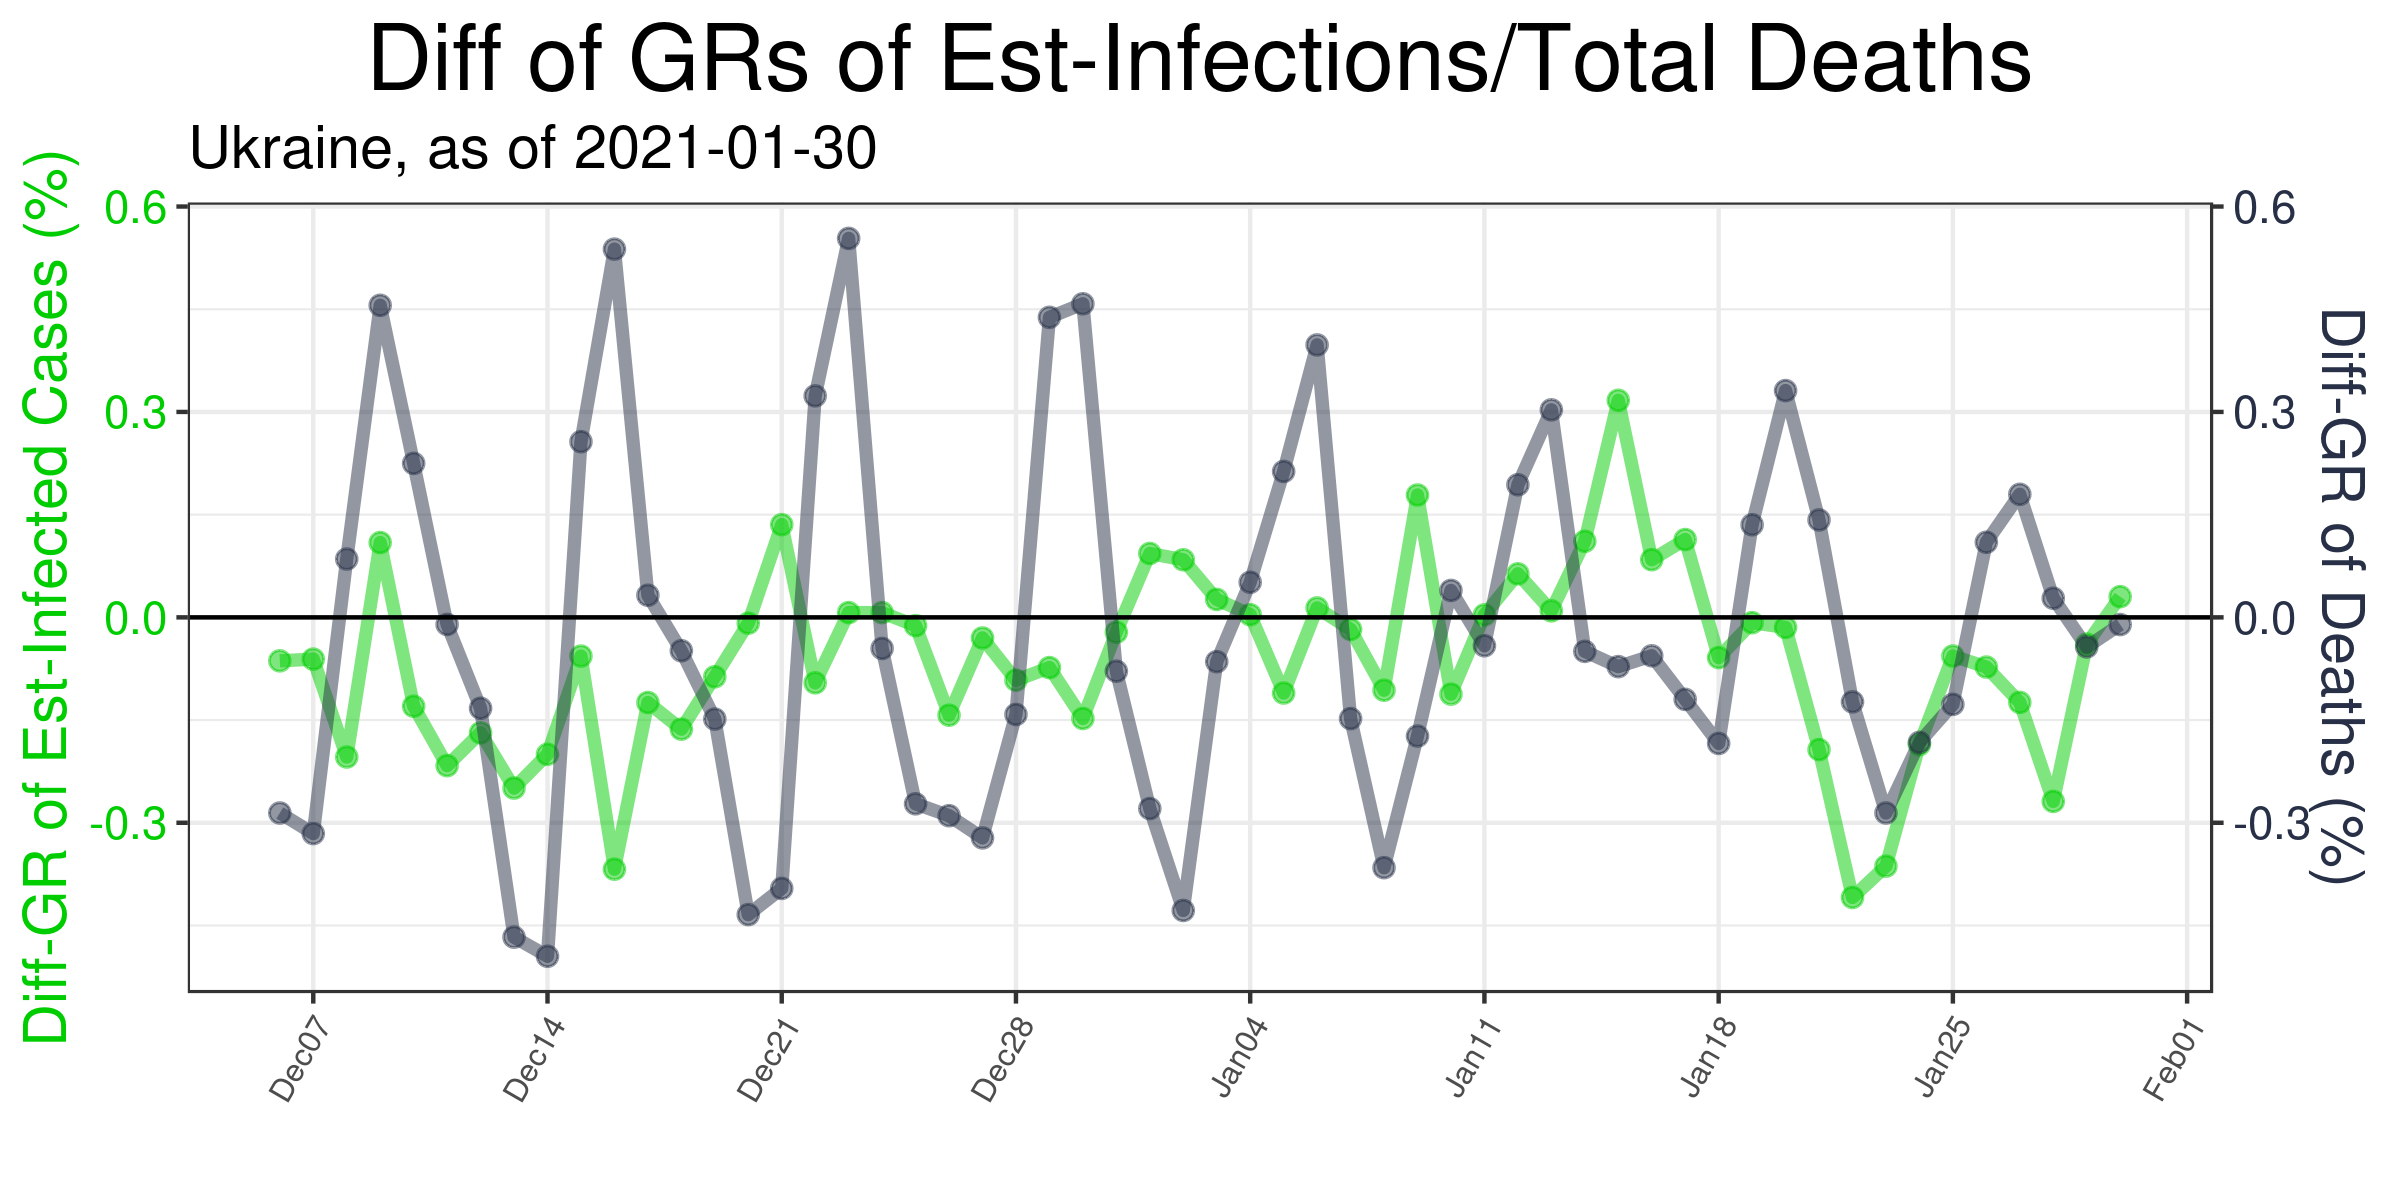 Diff of GRs of Est-Infections/Total Deaths
Ukraine, as of 2021-01-30
Diff-GR of Est-Infected Cases (%)
0.6
0.3
0.0
-0.3
0.6
0.3
0.0
-0.3
Diff-GR of Deaths (%)
Dec07
Dec14
Dec21
Dec28
Jan04
Jan11
Jan18
Jan25
Feb01